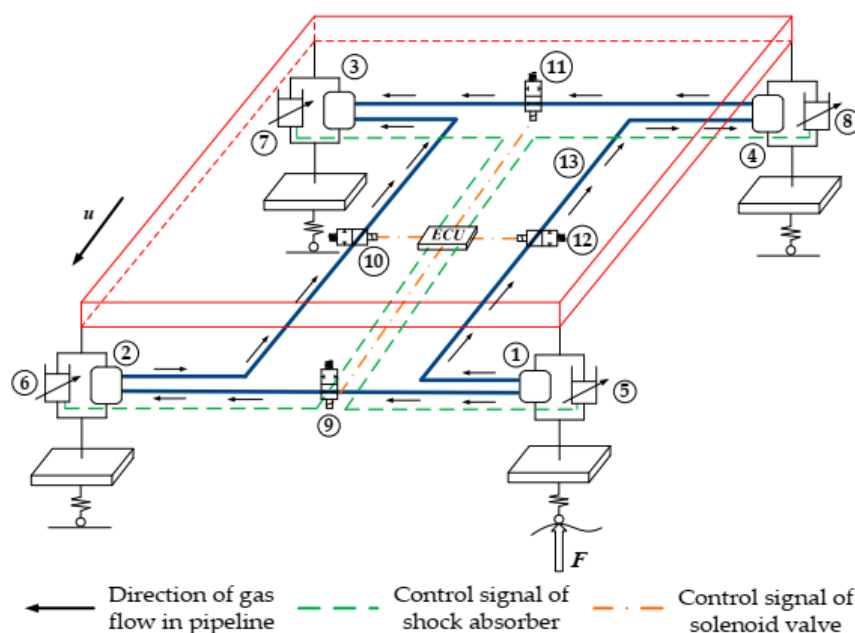 ③
⑪
⑦
④
⑧
⑬
u
ECU
⑩
⑫
②
①
⑥
⑤
⑨
F
Direction of gas
flow in pipeline
Control signal of
shock absorber
Control signal of
solenoid valve